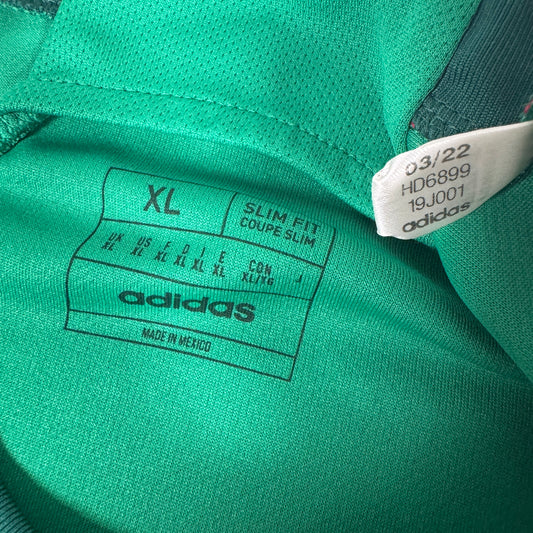 XL
SLIM FIT
COUPE SLIM
UK US F D I E CON J
XL XL XL XL XL XL XL/XG
adidas
MADE IN MEXICO
03/22
HD6899
19J001
adidas